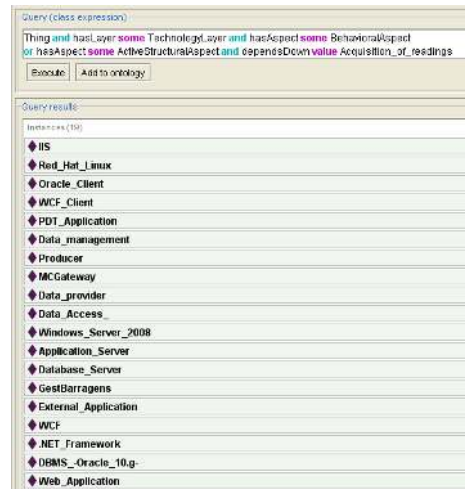 Query (class expression)
Thing and hasLayer some TechnologyLayer and hasAspect some BehavioralAspect
or hasAspect some ActiveStructuralAspect and dependsDown value Acquisition_of_readings
Execute Add to ontology
Query results
Instances (19)
IIS
Red_Hat_Linux
Oracle_Client
WCF_Client
PDT_Application
Data_management
Producer
MCGateway
Data_provider
Data_Access_
Windows_Server_2008
Application_Server
Database_Server
GestBarragens
External_Application
WCF
.NET_Framework
DBMS_-Oracle_10.g-
Web_Application